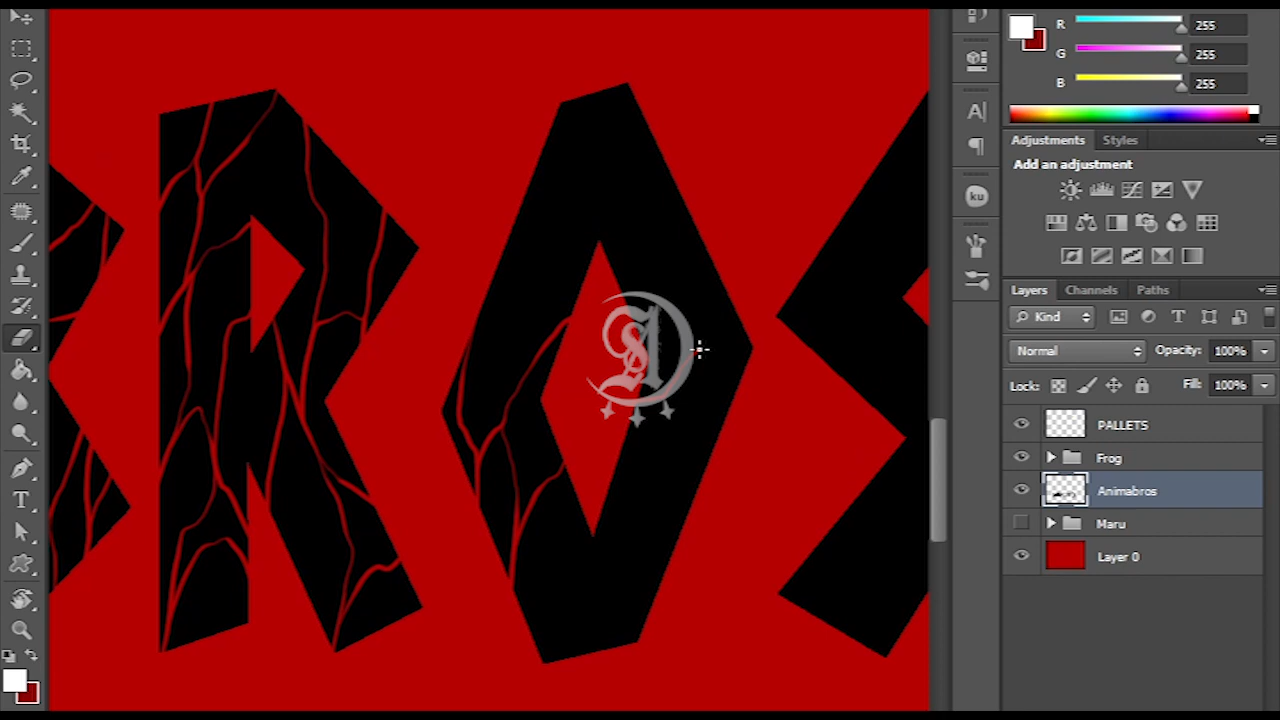 R 255
G 255
B 255
Adjustments Styles
Add an adjustment
Layers Channels Paths
Kind
Normal Opacity: 100%
Lock: Fill: 100%
PALLETS
Frog
Animabros
Maru
Layer 0
A
ku
T
R O